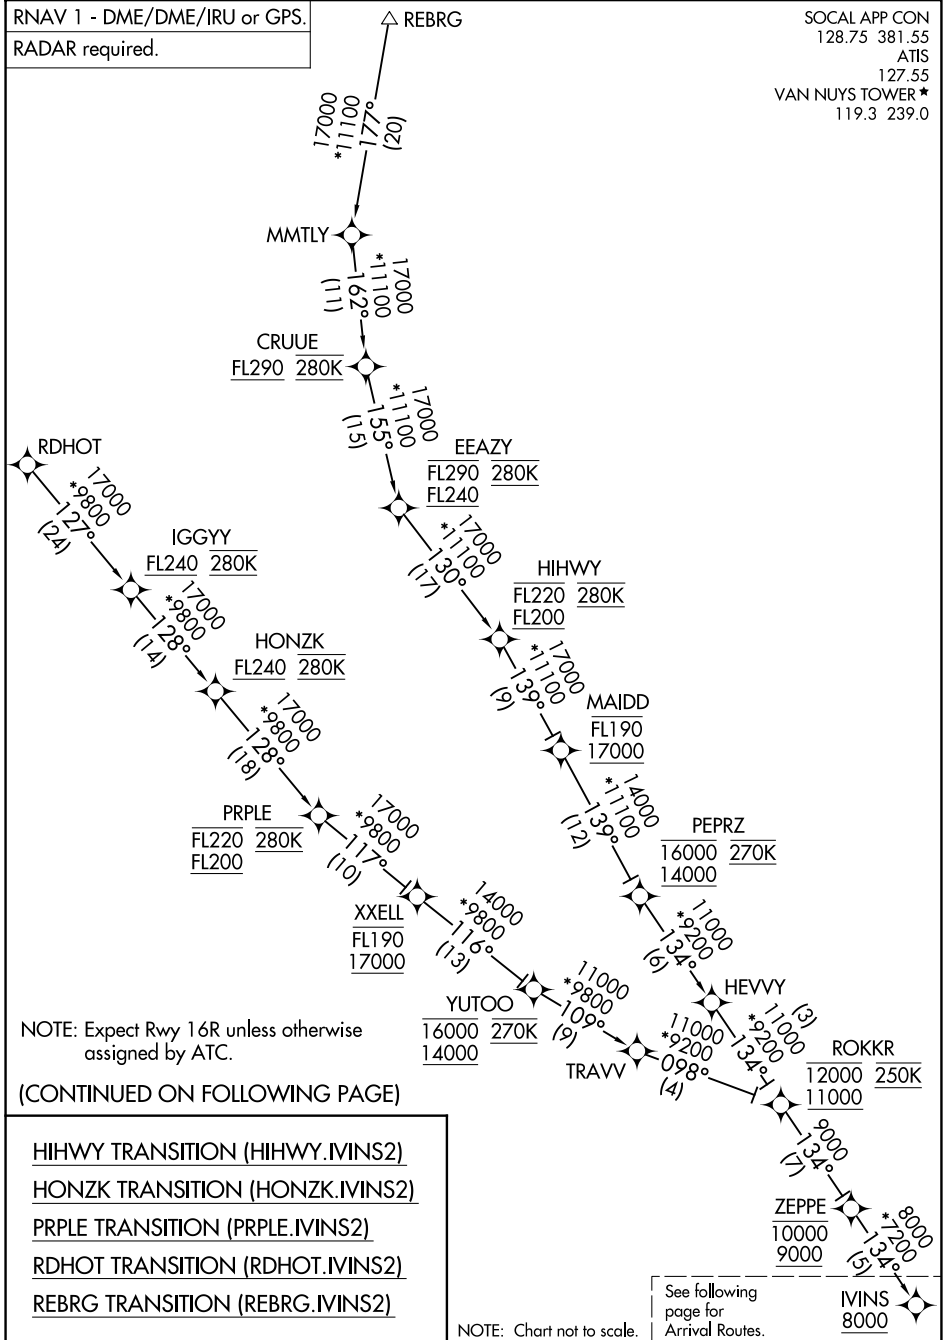 RNAV 1 - DME/DME/IRU or GPS.
RADAR required.
SOCAL APP CON
128.75 381.55
ATIS
127.55
VAN NUYS TOWER*
119.3 239.0
REBRG
17000
*11100
177°
(20)
MMTLY
17000
*11100
162°
(11)
CRUUE
FL290 280K
17000
*11100
155°
(15)
EEAZY
FL290 280K
FL240
17000
*11100
130°
(17)
HIHWY
FL220 280K
FL200
17000
*11100
139°
(9)
MAIDD
FL190
17000
14000
*11100
139°
(12)
PEPRZ
16000 270K
14000
11000
*9200
134°
(6)
HEVVY
(3)
11000
*9200
134°
RDHOT
17000
*9800
127°
(24)
IGGYY
FL240 280K
17000
*9800
128°
(14)
HONZK
FL240 280K
17000
*9800
128°
(18)
PRPLE
FL220 280K
FL200
17000
*9800
117°
(10)
XXELL
FL190
17000
14000
*9800
116°
(13)
YUTOO
16000 270K
14000
11000
*9800
109°
(9)
TRAVV
11000
*9200
098°
(4)
ROKKR
12000 250K
11000
9000
134°
(7)
ZEPPE
10000
9000
8000
*7200
134°
(5)
IVINS
8000
See following
page for
Arrival Routes.
NOTE: Expect Rwy 16R unless otherwise
assigned by ATC.
(CONTINUED ON FOLLOWING PAGE)
HIHWY TRANSITION (HIHWY.IVINS2)
HONZK TRANSITION (HONZK.IVINS2)
PRPLE TRANSITION (PRPLE.IVINS2)
RDHOT TRANSITION (RDHOT.IVINS2)
REBRG TRANSITION (REBRG.IVINS2)
NOTE: Chart not to scale.